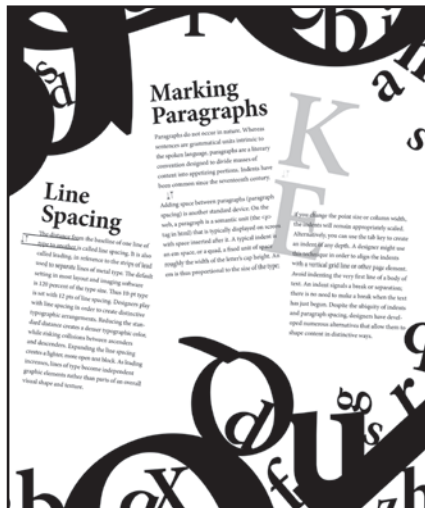 Marking
Paragraphs
Paragraphs do not occur in nature. Whereas
sentences are grammatical units intrinsic to
the spoken language, paragraphs are a literary
convention designed to divide masses of
content into appetizing portions. Indents have
been common since the seventeenth century.
Adding space between paragraphs (paragraph
spacing) is another standard device. On the
web, a paragraph is a semantic unit (the <p>
tag in html) that is typically displayed on screen
with space inserted after it. A typical indent is
an em space, or a quad, a fixed unit of space
roughly the width of the letter's cap height. An
em is thus proportional to the size of the type;
K
E
if you change the point size or column width,
the indents will remain appropriately scaled.
Alternatively, you can use the tab key to create
an indent of any depth. A designer might use
this technique in order to align the indents
with a vertical grid line or other page element.
Avoid indenting the very first line of a body of
text. An indent signals a break or separation;
there is no need to make a break when the text
has just begun. Despite the ubiquity of indents
and paragraph spacing, designers have devel-
oped numerous alternatives that allow them to
shape content in distinctive ways.
Line
Spacing
The distance from the baseline of one line of
type to another is called line spacing. It is also
called leading, in reference to the strips of lead
used to separate lines of metal type. The default
setting in most layout and imaging software
is 120 percent of the type size. Thus 10-pt type
is set with 12 pts of line spacing. Designers play
with line spacing in order to create distinctive
typographic arrangements. Reducing the stan-
dard distance creates a denser typographic color,
while risking collisions between ascenders
and descenders. Expanding the line spacing
creates a lighter, more open text block. As leading
increases, lines of type become independent
graphic elements rather than parts of an overall
visual shape and texture.